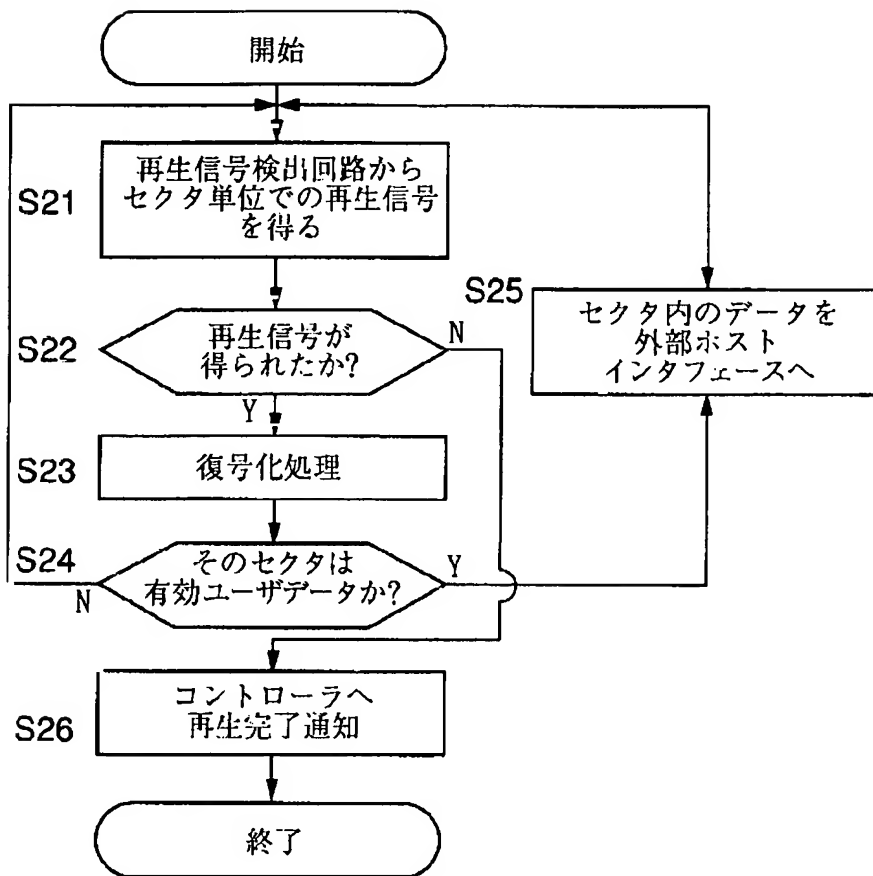 開始
S21
再生信号検出回路から
セクタ単位での再生信号
を得る
S22
再生信号が
得られたか?
N
Y
S23
復号化処理
S24
そのセクタは
有効ユーザデータか?
N
Y
S25
セクタ内のデータを
外部ホスト
インタフェースへ
S26
コントローラへ
再生完了通知
終了